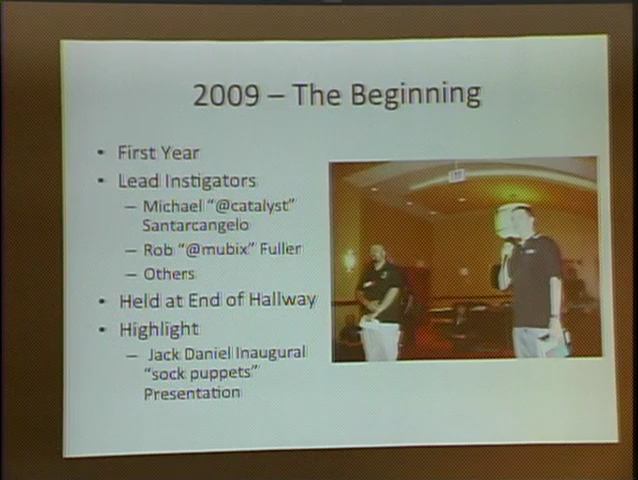 2009 – The Beginning
• First Year
• Lead Instigators
– Michael "@catalyst"
Santarcangelo
– Rob "@mubix" Fuller
– Others
• Held at End of Hallway
• Highlight
– Jack Daniel Inaugural
"sock puppets"
Presentation